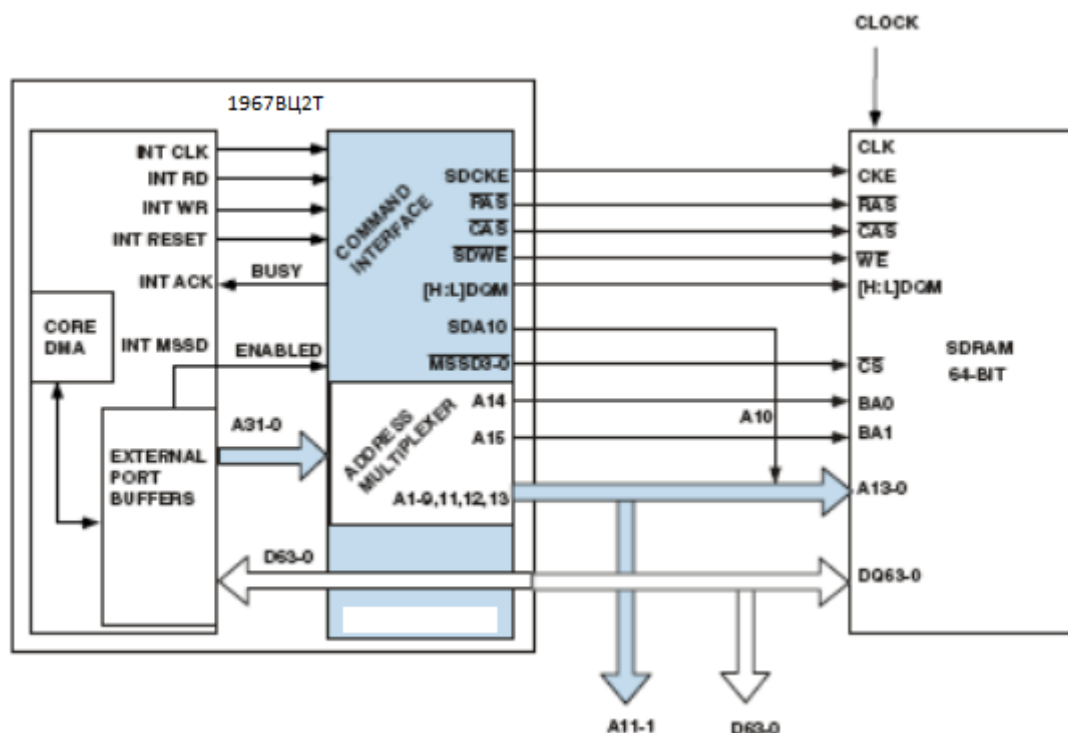 CLOCK
1967ВЦ2Т
INT CLK
INT RD
INT WR
INT RESET
INT ACK
BUSY
CORE
DMA
INT MSSD
ENABLED
A31-0
EXTERNAL
PORT
BUFFERS
D63-0
COMMAND
INTERFACE
SDCKE
RAS
CAS
SDWE
[H:L]DQM
SDA10
MSSD3-0
ADDRESS
MULTIPLEXER
A14
A15
A1-9,11,12,13
A10
CLK
CKE
RAS
CAS
WE
[H:L]DQM
CS
BA0
BA1
A13-0
DQ63-0
SDRAM
64-BIT
A11-1
D63-0